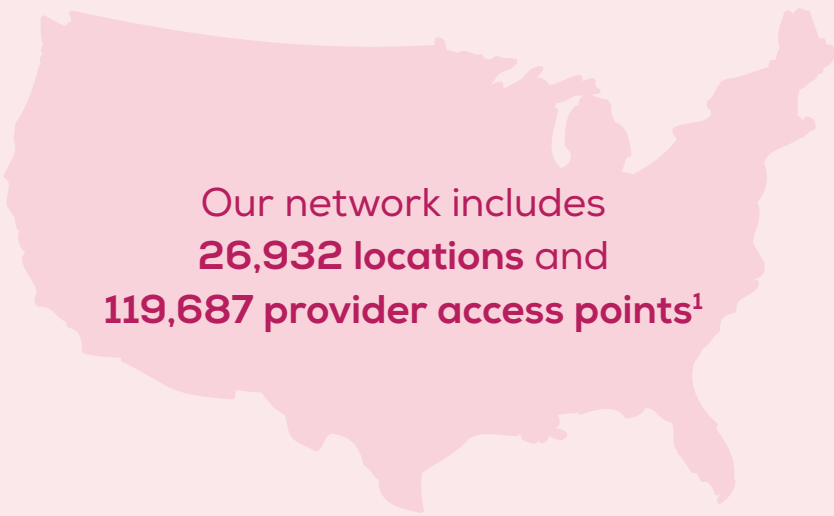 Our network includes
26,932 locations and
119,687 provider access points¹